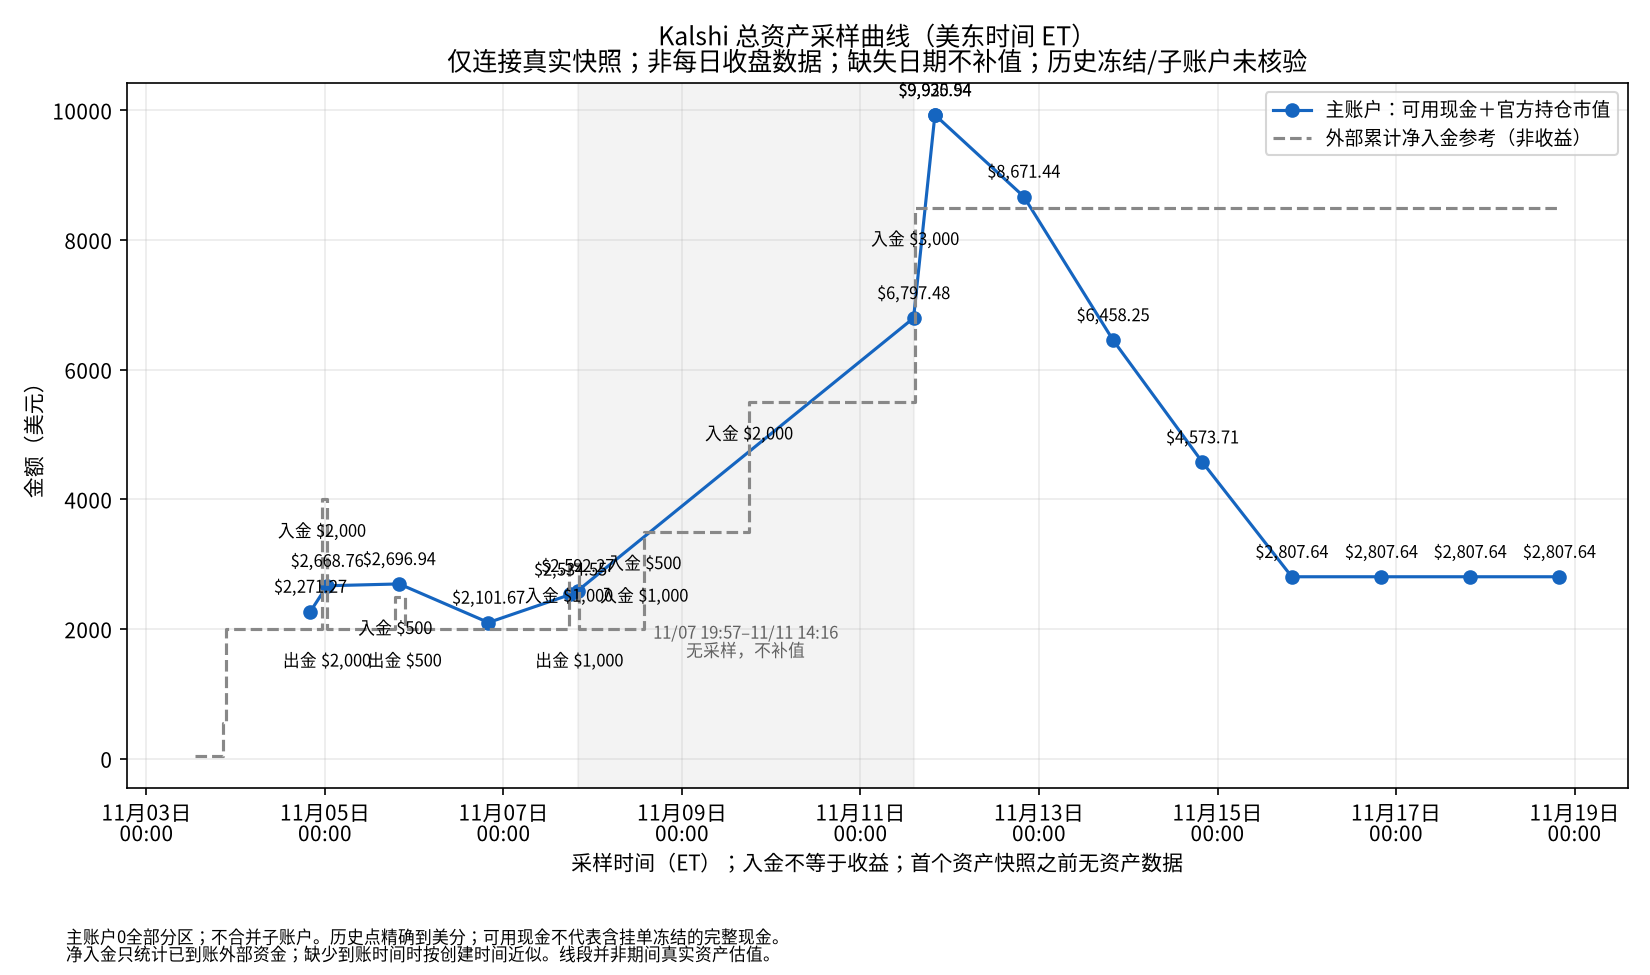 Kalshi 总资产采样曲线（美东时间 ET）
仅连接真实快照；非每日收盘数据；缺失日期不补值；历史冻结/子账户未核验
主账户：可用现金＋官方持仓市值
外部累计净入金参考（非收益）
金额（美元）
10000
8000
6000
4000
2000
0
$8,671.44
入金 $3,000
$6,797.48
$6,458.25
入金 $2,000
$4,573.71
入金 $2,000
$2,668.76
$2,696.94
$2,592.27
入金 $500
$2,807.64
$2,807.64
$2,807.64
$2,807.64
$2,271.27
$2,101.67
入金 $1,000
入金 $1,000
入金 $500
11/07 19:57–11/11 14:16
无采样，不补值
出金 $2,000
出金 $500
出金 $1,000
11月03日
00:00
11月05日
00:00
11月07日
00:00
11月09日
00:00
11月11日
00:00
11月13日
00:00
11月15日
00:00
11月17日
00:00
11月19日
00:00
采样时间（ET）；入金不等于收益；首个资产快照之前无资产数据
主账户0全部分区；不合并子账户。历史点精确到美分；可用现金不代表含挂单冻结的完整现金。
净入金只统计已到账外部资金；缺少到账时间时按创建时间近似。线段并非期间真实资产估值。